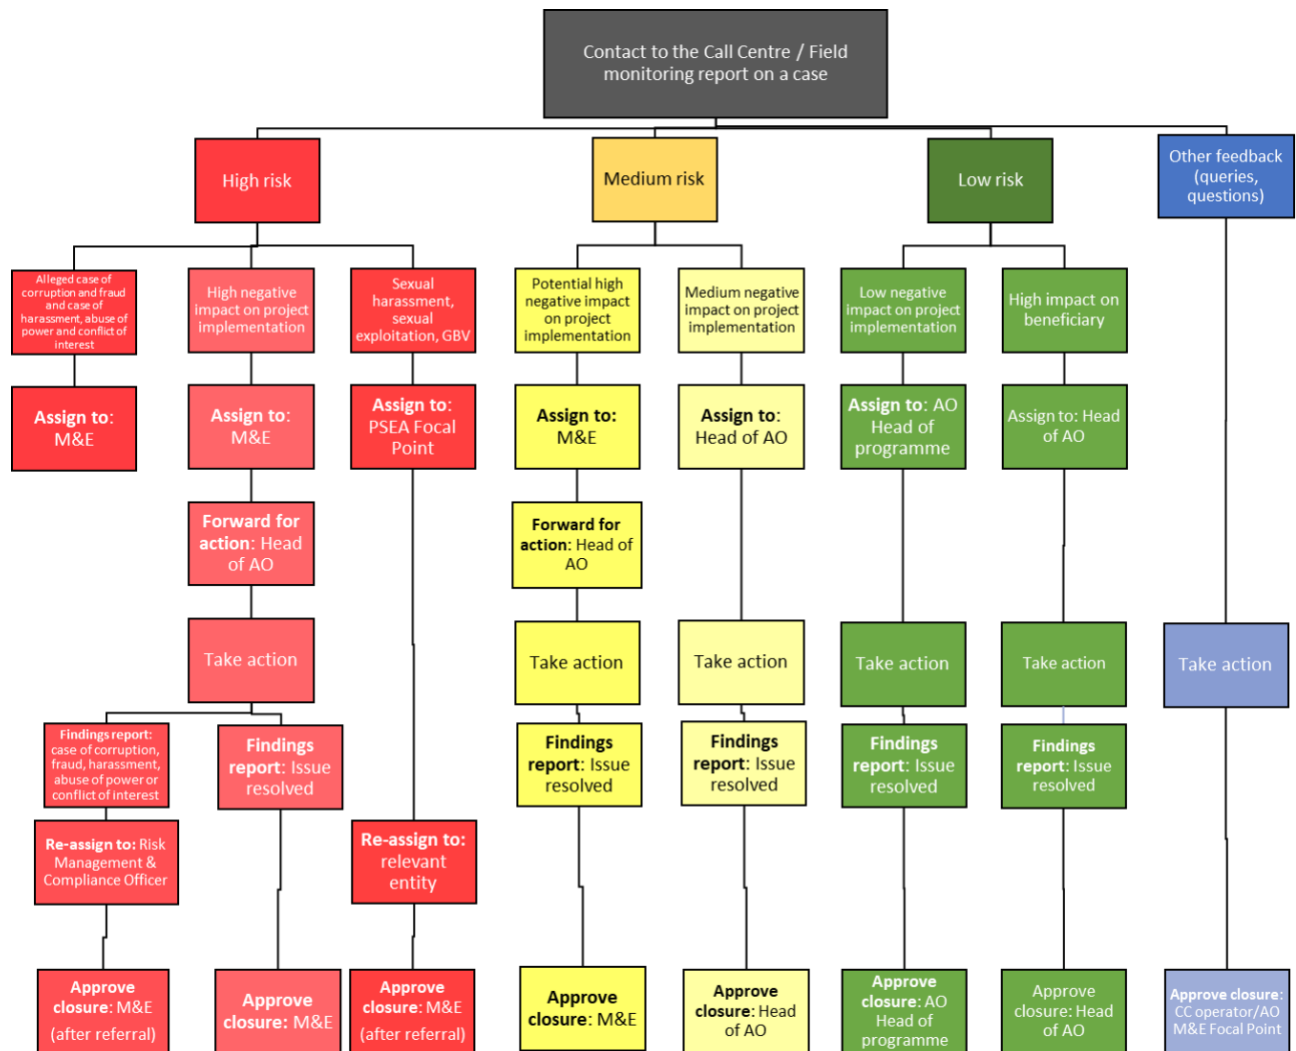 Contact to the Call Centre / Field
monitoring report on a case
High risk
Medium risk
Low risk
Other feedback
(queries,
questions)
Alleged case of
corruption and fraud
and case of
harassment, abuse of
power and conflict of
interest
High negative
impact on project
implementation
Sexual
harassment,
sexual
exploitation, GBV
Potential high
negative impact
on project
implementation
Medium negative
impact on project
implementation
Low negative
impact on project
implementation
High impact on
beneficiary
Assign to:
M&E
Assign to:
M&E
Assign to:
PSEA Focal
Point
Assign to:
M&E
Assign to:
Head of AO
Assign to: AO
Head of
programme
Assign to: Head
of AO
Forward for
action: Head
of AO
Forward for
action: Head of
AO
Take action
Take action
Take action
Take action
Take action
Take action
Findings report:
case of corruption,
fraud, harassment,
abuse of power or
conflict of interest
Findings
report: Issue
resolved
Findings
report: Issue
resolved
Findings
report: Issue
resolved
Findings
report: Issue
resolved
Findings
report: Issue
resolved
Re-assign to: Risk
Management &
Compliance Officer
Re-assign to:
relevant
entity
Approve
closure: M&E
(after referral)
Approve
closure: M&E
Approve
closure: M&E
(after referral)
Approve
closure: M&E
Approve
closure: Head
of AO
Approve
closure: AO
Head of
programme
Approve
closure: Head
of AO
Approve closure:
CC operator/AO
M&E Focal Point